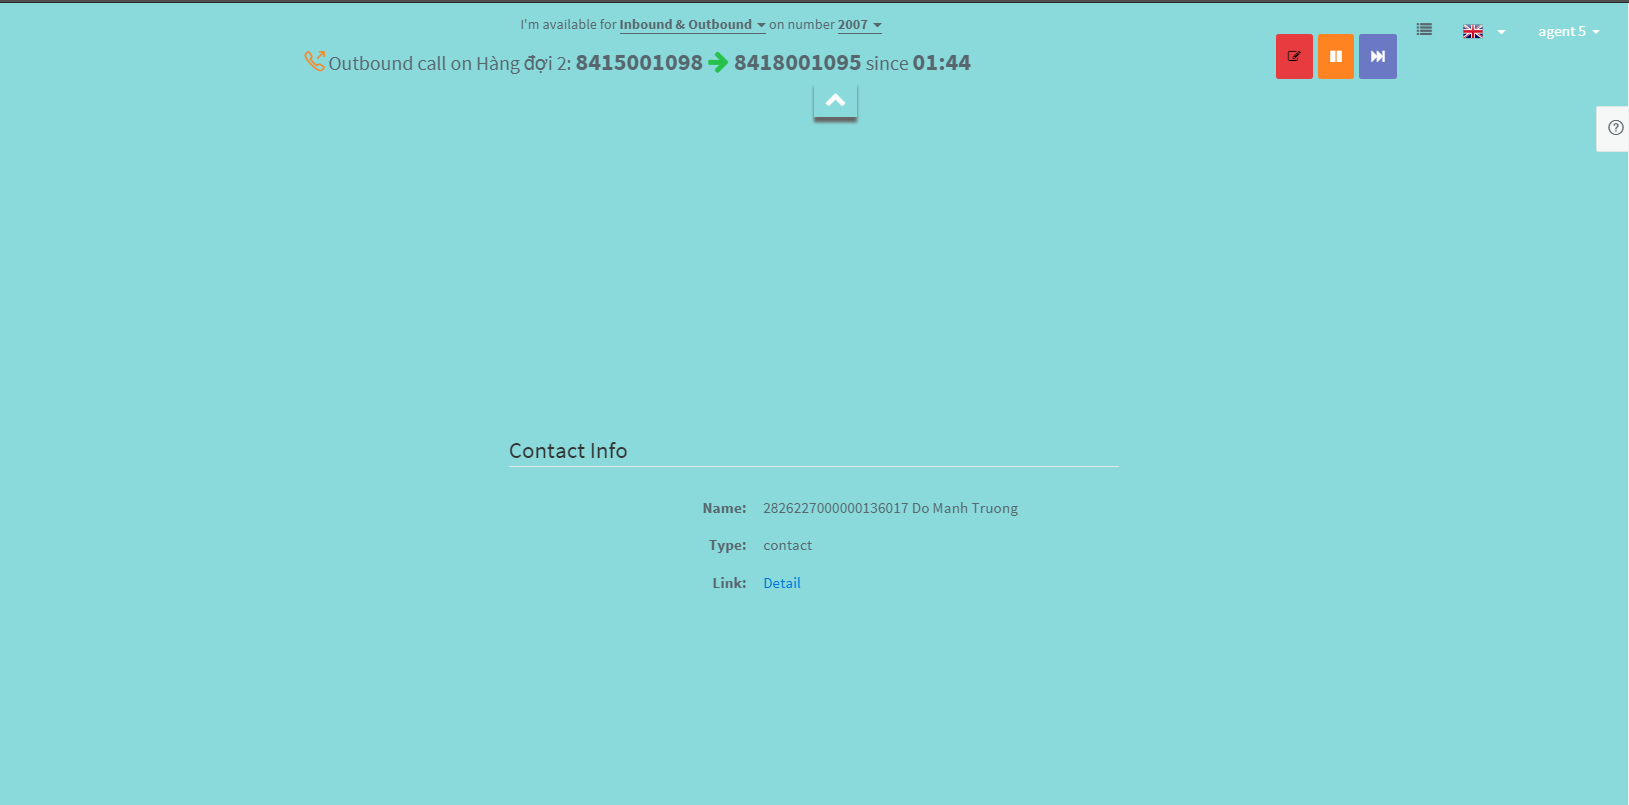 I'm available for Inbound & Outbound on number 2007
agent 5
Outbound call on Hàng đợi 2: 8415001098 8418001095 since 01:44
Contact Info
Name: 2826227000000136017 Do Manh Truong
Type: contact
Link: Detail